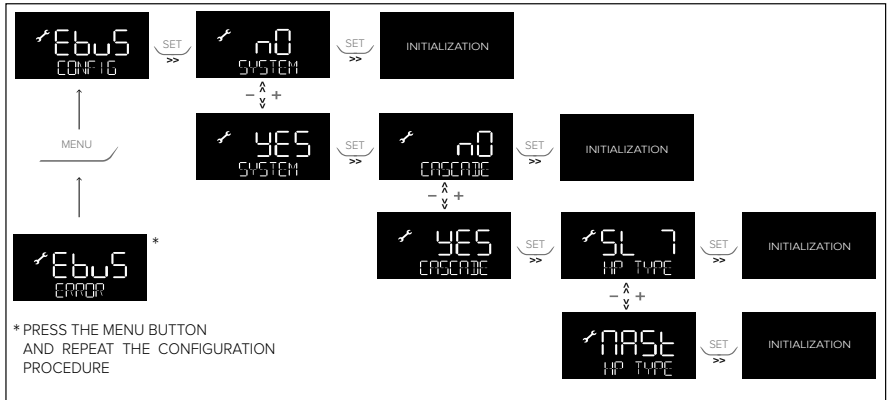 EbuS
CONFIG
SET
>>
nO
SYSTEM
SET
>>
INITIALIZATION
- +
MENU
YES
SYSTEM
SET
>>
nO
CASCADE
SET
>>
INITIALIZATION
- +
EbuS
ERROR
*
YES
CASCADE
SET
>>
SL 7
HP TYPE
SET
>>
INITIALIZATION
- +
* PRESS THE MENU BUTTON
AND REPEAT THE CONFIGURATION
PROCEDURE
MASt
HP TYPE
SET
>>
INITIALIZATION